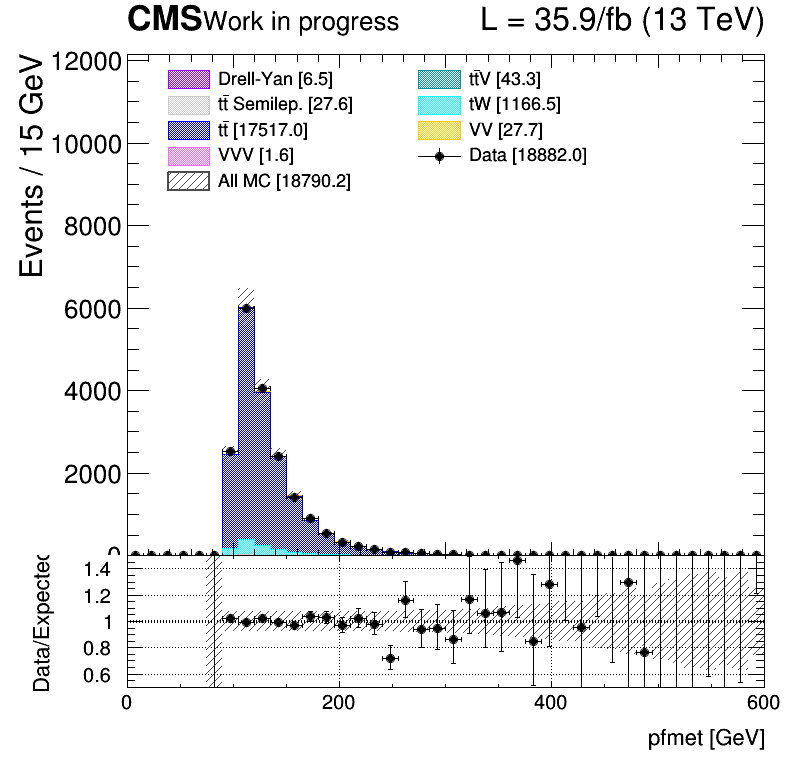 CMS Work in progress L = 35.9/fb (13 TeV)
Events / 15 GeV
12000
10000
8000
6000
4000
2000
0
Drell-Yan [6.5]
tt̄ Semilep. [27.6]
tt̄ [17517.0]
VVV [1.6]
All MC [18790.2]
tt̄V [43.3]
tW [1166.5]
VV [27.7]
Data [18882.0]
Data/Expected
1.4
1.2
1
0.8
0.6
0 200 400 600
pfmet [GeV]